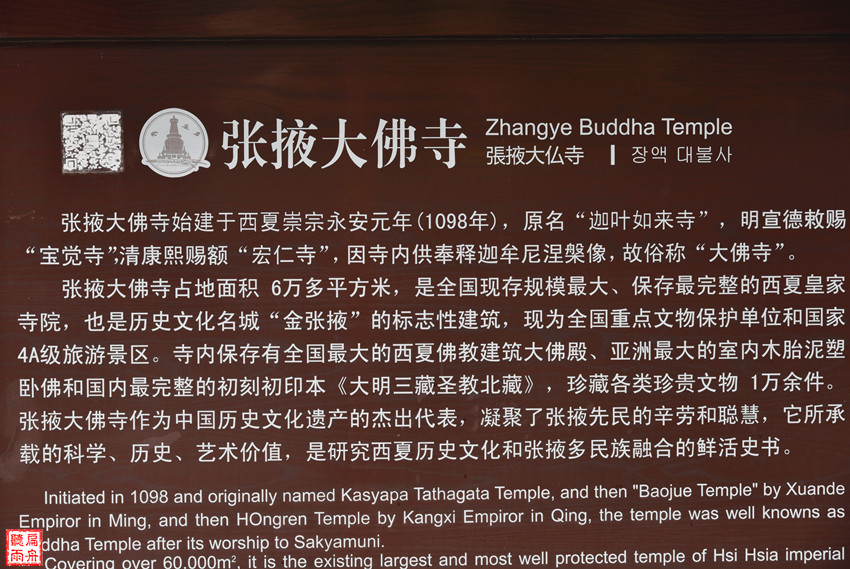 张掖大佛寺
Zhangye Buddha Temple
張掖大仏寺 | 장액 대불사
张掖大佛寺始建于西夏崇宗永安元年(1098年)，原名“迦叶如来寺”，明宣德敕赐
“宝觉寺”,清康熙赐额“宏仁寺”，因寺内供奉释迦牟尼涅槃像，故俗称“大佛寺”。
张掖大佛寺占地面积 6万多平方米，是全国现存规模最大、保存最完整的西夏皇家
寺院，也是历史文化名城“金张掖”的标志性建筑，现为全国重点文物保护单位和国家
4A级旅游景区。寺内保存有全国最大的西夏佛教建筑大佛殿、亚洲最大的室内木胎泥塑
卧佛和国内最完整的初刻初印本《大明三藏圣教北藏》，珍藏各类珍贵文物 1万余件。
张掖大佛寺作为中国历史文化遗产的杰出代表，凝聚了张掖先民的辛劳和聪慧，它所承
载的科学、历史、艺术价值，是研究西夏历史文化和张掖多民族融合的鲜活史书。
Initiated in 1098 and originally named Kasyapa Tathagata Temple, and then "Baojue Temple" by Xuande
Empiror in Ming, and then HOngren Temple by Kangxi Empiror in Qing, the temple was well knowns as
ddha Temple after its worship to Sakyamuni.
Covering over 60,000m², it is the existing largest and most well protected temple of Hsi Hsia imperial
扁舟
聽雨